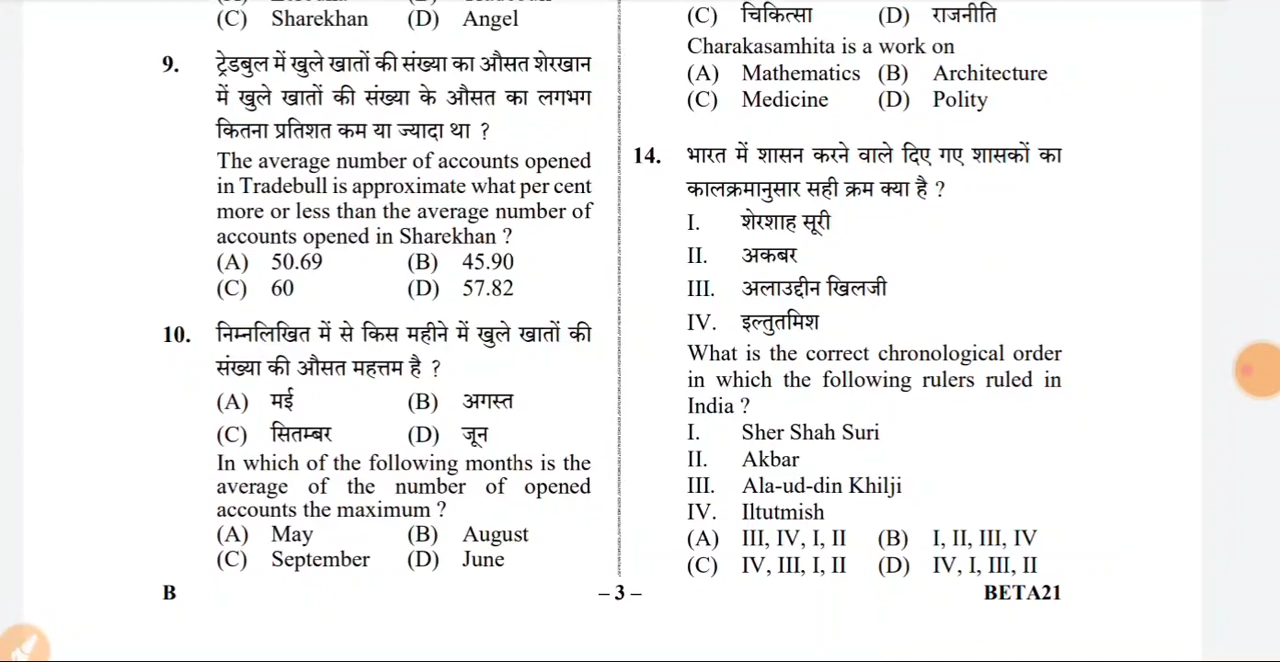 (C) Sharekhan (D) Angel
9. ट्रेडबुल में खुले खातों की संख्या का औसत शेरखान
में खुले खातों की संख्या के औसत का लगभग
कितना प्रतिशत कम या ज्यादा था ?
The average number of accounts opened
in Tradebull is approximate what per cent
more or less than the average number of
accounts opened in Sharekhan ?
(A) 50.69 (B) 45.90
(C) 60 (D) 57.82
10. निम्नलिखित में से किस महीने में खुले खातों की
संख्या की औसत महत्तम है ?
(A) मई (B) अगस्त
(C) सितम्बर (D) जून
In which of the following months is the
average of the number of opened
accounts the maximum ?
(A) May (B) August
(C) September (D) June
(C) चिकित्सा (D) राजनीति
Charakasamhita is a work on
(A) Mathematics (B) Architecture
(C) Medicine (D) Polity
14. भारत में शासन करने वाले दिए गए शासकों का
कालक्रमानुसार सही क्रम क्या है ?
I. शेरशाह सूरी
II. अकबर
III. अलाउद्दीन खिलजी
IV. इल्तुतमिश
What is the correct chronological order
in which the following rulers ruled in
India ?
I. Sher Shah Suri
II. Akbar
III. Ala-ud-din Khilji
IV. Iltutmish
(A) III, IV, I, II (B) I, II, III, IV
(C) IV, III, I, II (D) IV, I, III, II
B – 3 – BETA21